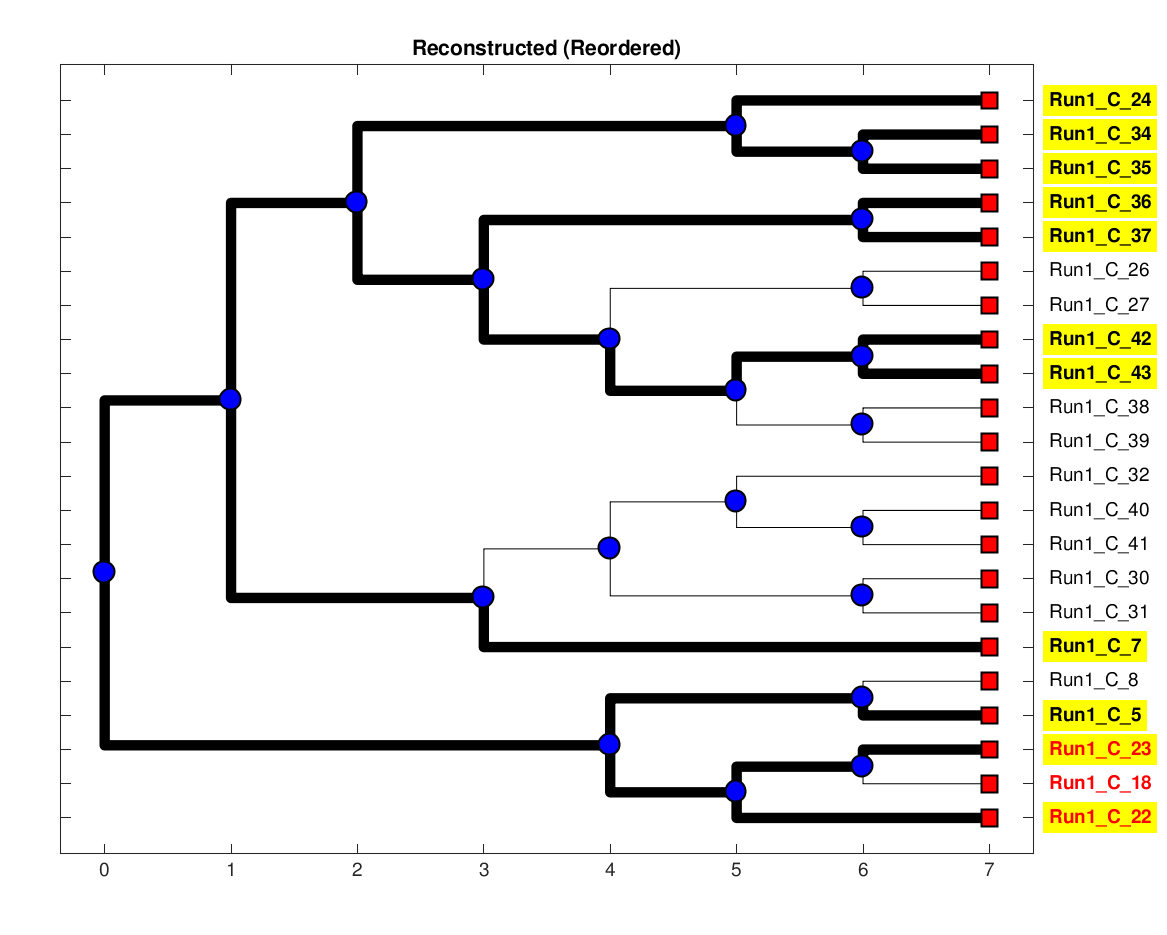 Reconstructed (Reordered)
Run1_C_24
Run1_C_34
Run1_C_35
Run1_C_36
Run1_C_37
Run1_C_26
Run1_C_27
Run1_C_42
Run1_C_43
Run1_C_38
Run1_C_39
Run1_C_32
Run1_C_40
Run1_C_41
Run1_C_30
Run1_C_31
Run1_C_7
Run1_C_8
Run1_C_5
Run1_C_23
Run1_C_18
Run1_C_22
0 1 2 3 4 5 6 7